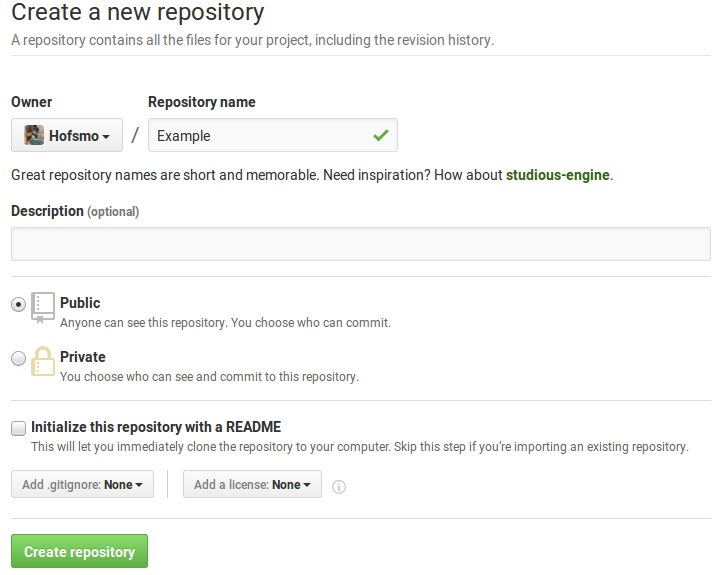 Create a new repository
A repository contains all the files for your project, including the revision history.
Owner Repository name
Hofsmo / Example
Great repository names are short and memorable. Need inspiration? How about studious-engine.
Description (optional)
Public
Anyone can see this repository. You choose who can commit.
Private
You choose who can see and commit to this repository.
Initialize this repository with a README
This will let you immediately clone the repository to your computer. Skip this step if you're importing an existing repository.
Add .gitignore: None Add a license: None
Create repository